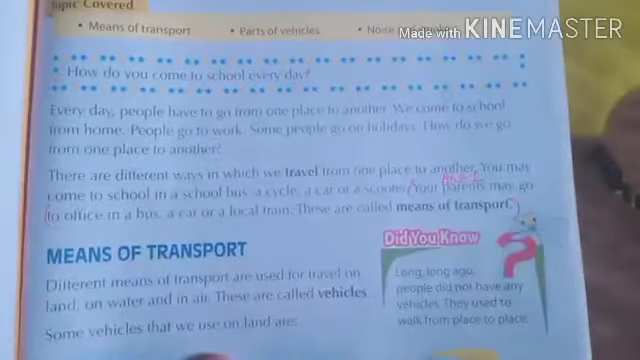 Topic Covered
• Means of transport • Parts of vehicles • Noise and smoke
Made with KINEMASTER
• How do you come to school every day?
Every day, people have to go from one place to another. We come to school
from home. People go to work. Some people go on holidays. How do we go
from one place to another?
There are different ways in which we travel from one place to another. You may
come to school in a school bus, a cycle, a car or a scooter. Your parents may go
to office in a bus, a car or a local train. These are called means of transport.
MEANS OF TRANSPORT
Different means of transport are used for travel on
land, on water and in air. These are called vehicles.
Some vehicles that we use on land are:
Did You Know
Long, long ago,
people did not have any
vehicles. They used to
walk from place to place.